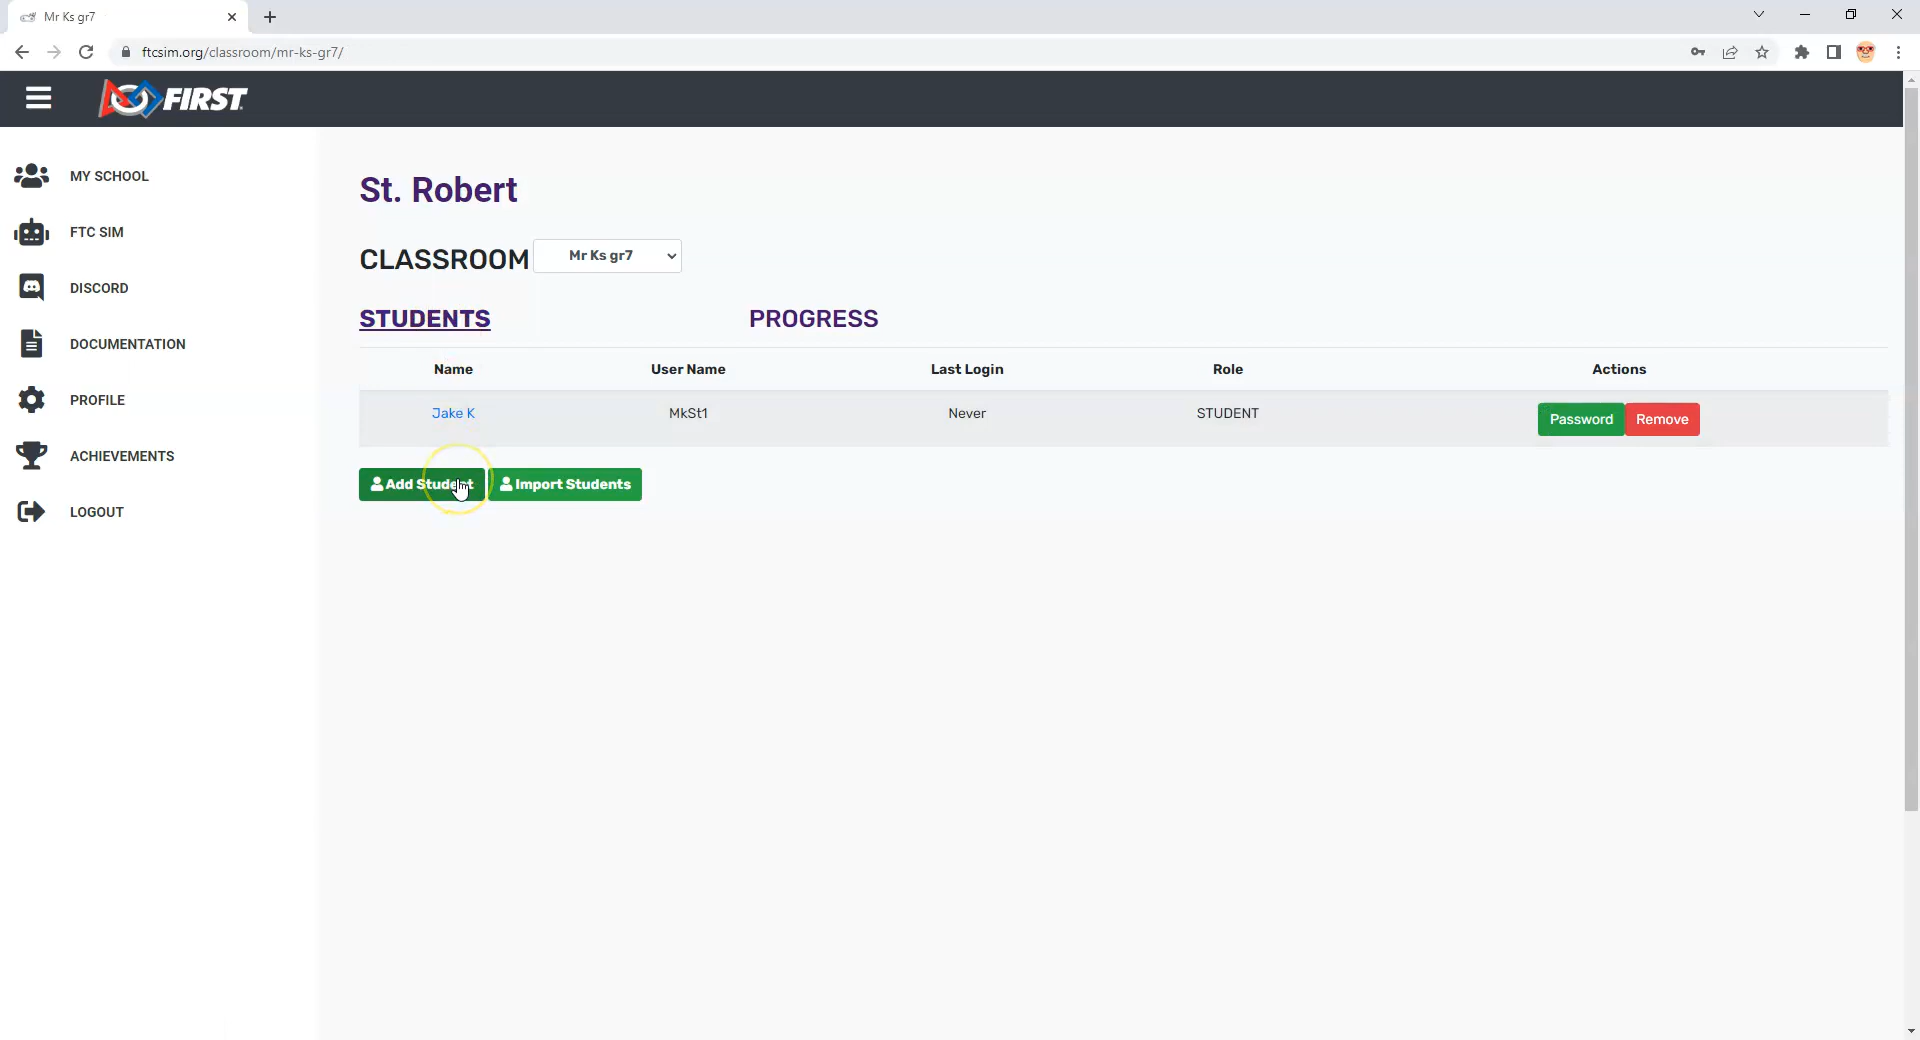 Mr Ks gr7
ftcsim.org/classroom/mr-ks-gr7/
FIRST
MY SCHOOL
FTC SIM
DISCORD
DOCUMENTATION
PROFILE
ACHIEVEMENTS
LOGOUT
St. Robert
CLASSROOM Mr Ks gr7
STUDENTS PROGRESS
Name User Name Last Login Role Actions
Jake K MkSt1 Never STUDENT Password Remove
Add Student Import Students